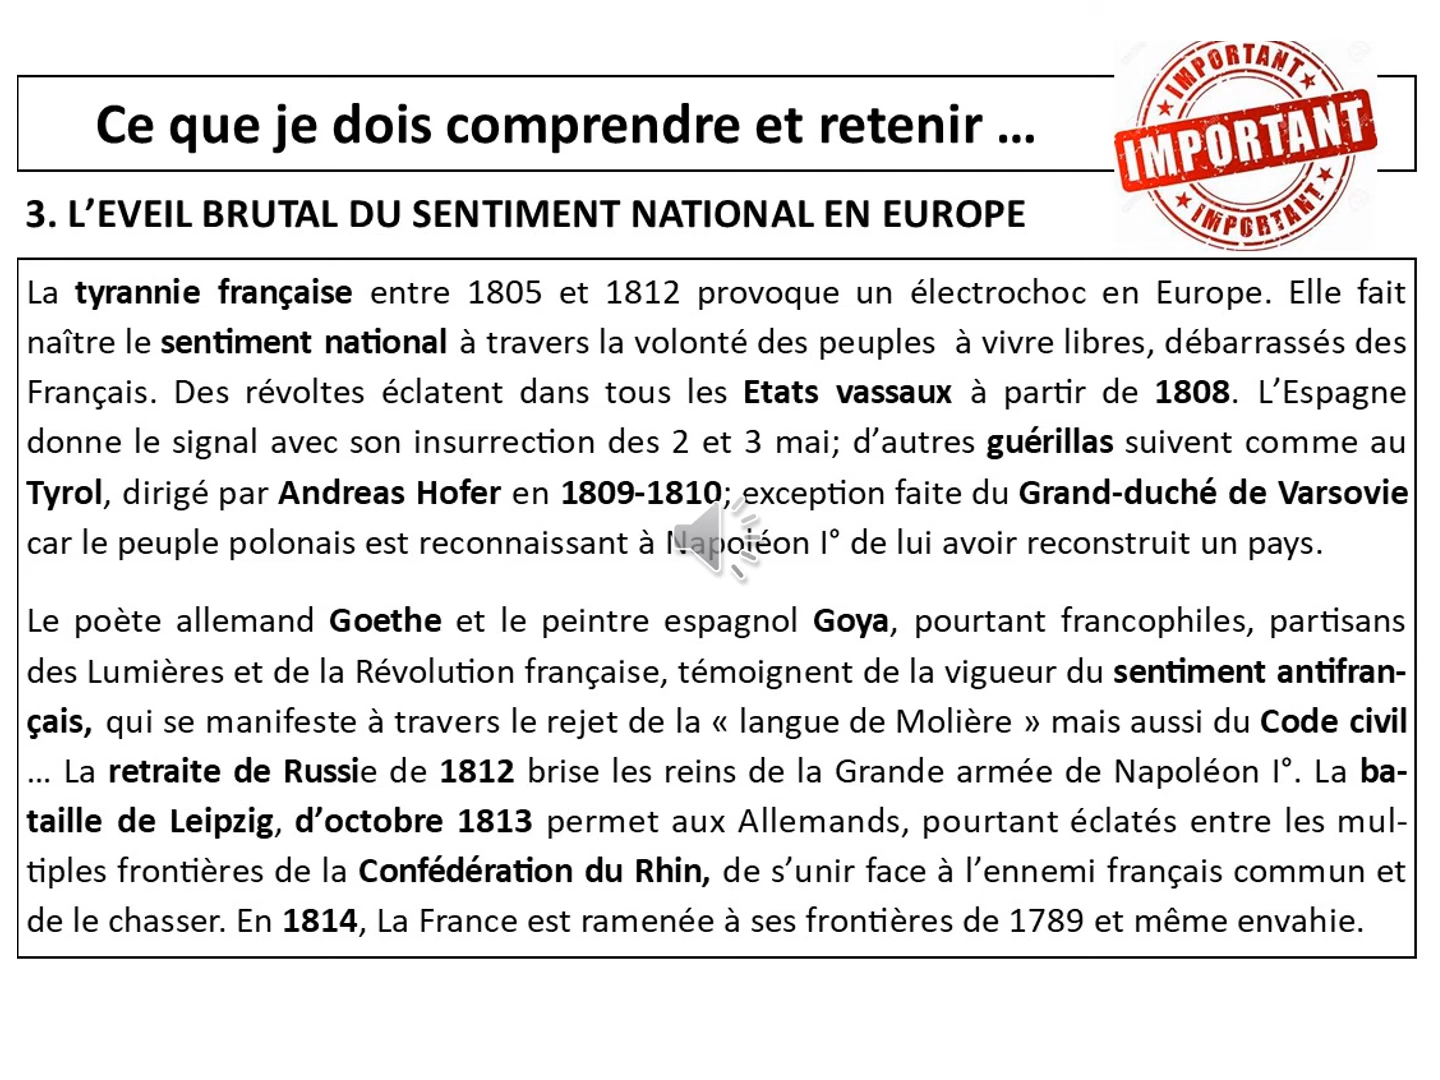 IMPORTANT
Ce que je dois comprendre et retenir ...
IMPORTANT
IMPORTANT
3. L’EVEIL BRUTAL DU SENTIMENT NATIONAL EN EUROPE
La tyrannie française entre 1805 et 1812 provoque un électrochoc en Europe. Elle fait
naître le sentiment national à travers la volonté des peuples à vivre libres, débarrassés des
Français. Des révoltes éclatent dans tous les Etats vassaux à partir de 1808. L’Espagne
donne le signal avec son insurrection des 2 et 3 mai; d’autres guérillas suivent comme au
Tyrol, dirigé par Andreas Hofer en 1809-1810; exception faite du Grand-duché de Varsovie
car le peuple polonais est reconnaissant à Napoléon I° de lui avoir reconstruit un pays.
Le poète allemand Goethe et le peintre espagnol Goya, pourtant francophiles, partisans
des Lumières et de la Révolution française, témoignent de la vigueur du sentiment antifran-
çais, qui se manifeste à travers le rejet de la « langue de Molière » mais aussi du Code civil
... La retraite de Russie de 1812 brise les reins de la Grande armée de Napoléon I°. La ba-
taille de Leipzig, d’octobre 1813 permet aux Allemands, pourtant éclatés entre les mul-
tiples frontières de la Confédération du Rhin, de s’unir face à l’ennemi français commun et
de le chasser. En 1814, La France est ramenée à ses frontières de 1789 et même envahie.